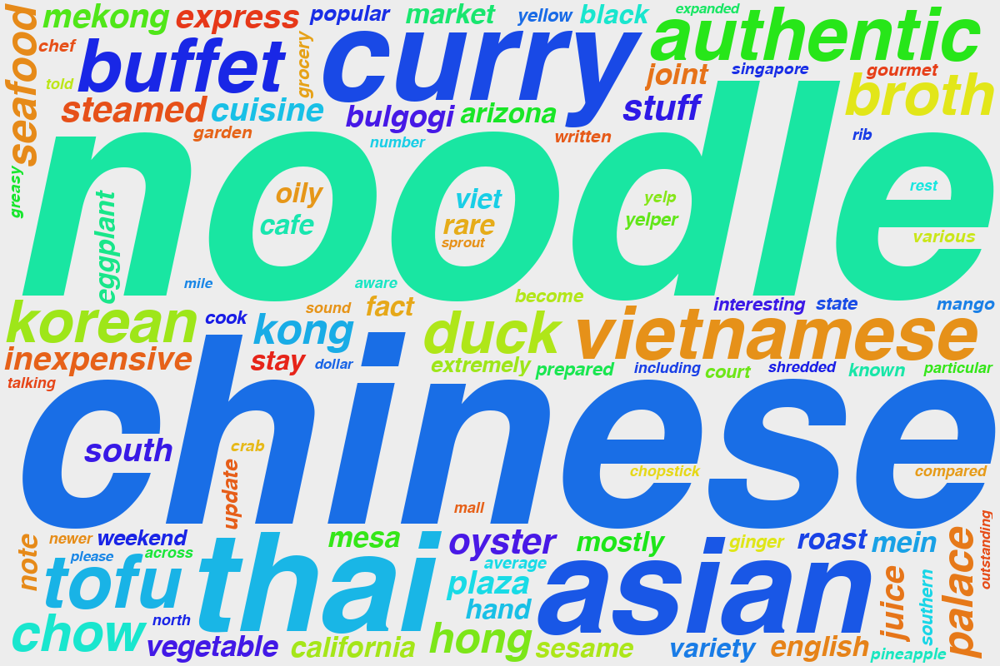 mekong express popular market yellow black expanded
seafood chef buffet grocery curry authentic
told joint singapore gourmet
steamed cuisine bulgogi arizona stuff broth
garden number written rib
greasy noodle
eggplant oily viet yelp rest
cafe rare yelper various
sprout
mile aware
korean cook sound fact become interesting state mango
kong duck vietnamese
inexpensive stay dollar extremely prepared including court shredded known particular
talking
chinese
south crab chopstick compared
update mall
note newer weekend mesa oyster mostly ginger roast mein palace outstanding
please across average
tofu thai plaza asian juice southern
chow north hand
vegetable california hong sesame variety english pineapple